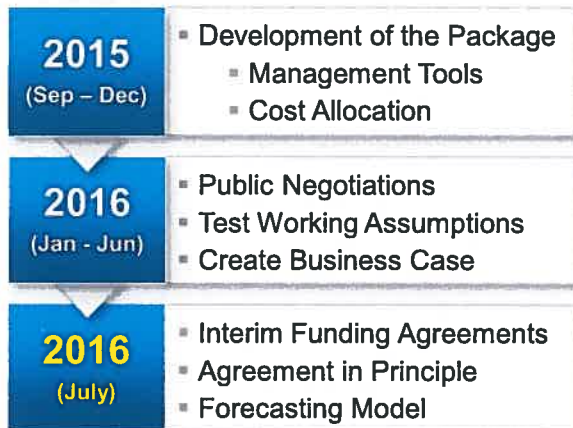 2015
(Sep – Dec)
▪ Development of the Package
▪ Management Tools
▪ Cost Allocation
2016
(Jan - Jun)
▪ Public Negotiations
▪ Test Working Assumptions
▪ Create Business Case
2016
(July)
▪ Interim Funding Agreements
▪ Agreement in Principle
▪ Forecasting Model